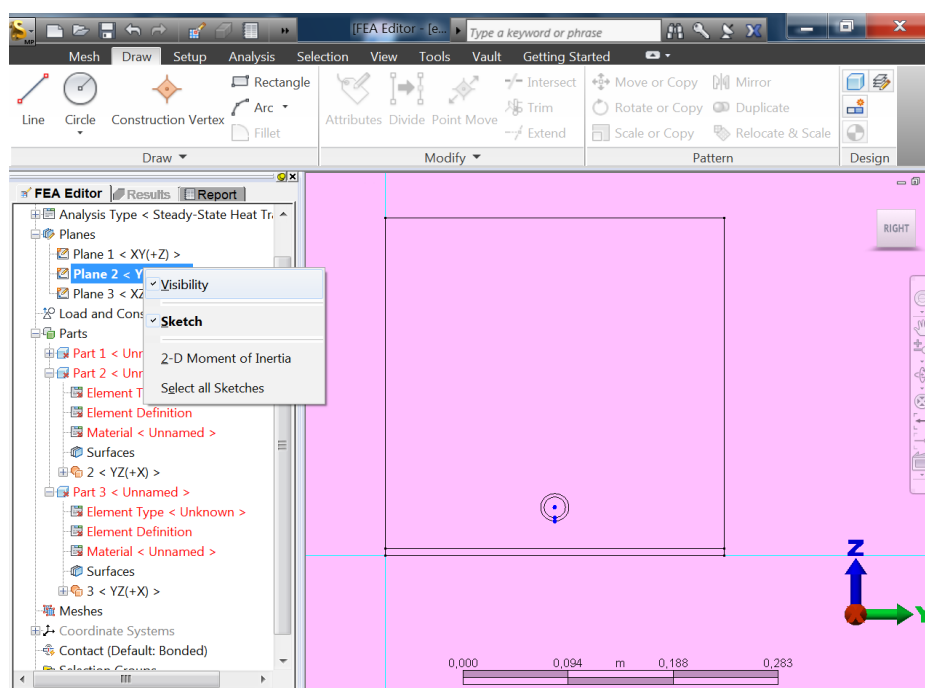 MP
[FEA Editor - [e...
Type a keyword or phrase
Mesh Draw Setup Analysis Selection View Tools Vault Getting Started
Line
Circle
Construction Vertex
Rectangle
Arc
Fillet
Draw
Attributes
Divide
Point Move
Intersect
Trim
Extend
Modify
Move or Copy
Rotate or Copy
Scale or Copy
Mirror
Duplicate
Relocate & Scale
Pattern
Design
FEA Editor Results Report
Analysis Type < Steady-State Heat Tr
Planes
Plane 1 < XY(+Z) >
Plane 2 < Y
Plane 3 < XZ
Load and Cons
Parts
Part 1 < Unn
Part 2 < Unn
Element T
Element Definition
Material < Unnamed >
Surfaces
2 < YZ(+X) >
Part 3 < Unnamed >
Element Type < Unknown >
Element Definition
Material < Unnamed >
Surfaces
3 < YZ(+X) >
Meshes
Coordinate Systems
Contact (Default: Bonded)
Selection Groups
Visibility
Sketch
2-D Moment of Inertia
Select all Sketches
RIGHT
Z
Y
0,000 0,094 m 0,188 0,283